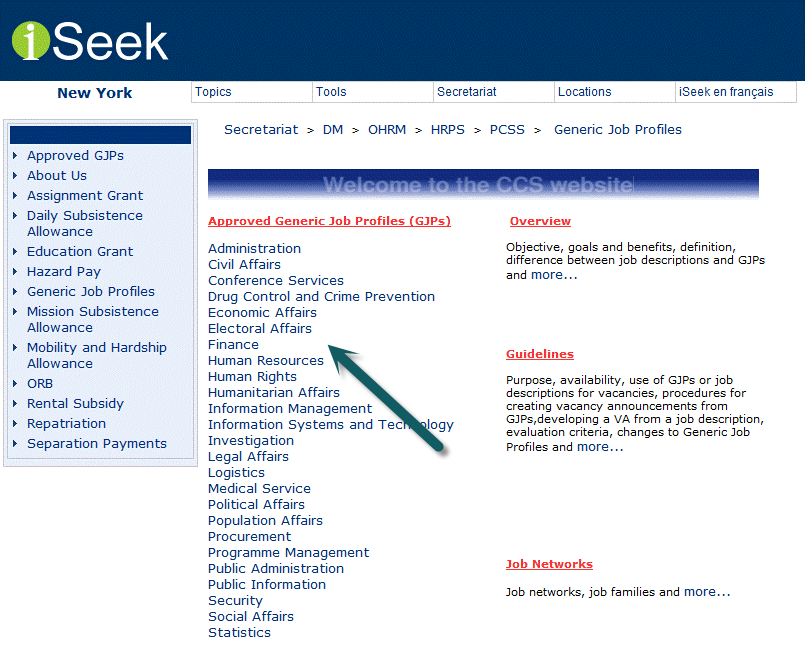 iSeek
New York
Topics
Tools
Secretariat
Locations
iSeek en français
Secretariat > DM > OHRM > HRPS > PCSS > Generic Job Profiles
Approved GJPs
About Us
Assignment Grant
Daily Subsistence
Allowance
Education Grant
Hazard Pay
Generic Job Profiles
Mission Subsistence
Allowance
Mobility and Hardship
Allowance
ORB
Rental Subsidy
Repatriation
Separation Payments
Welcome to the CCS website
Approved Generic Job Profiles (GJPs)
Administration
Civil Affairs
Conference Services
Drug Control and Crime Prevention
Economic Affairs
Electoral Affairs
Finance
Human Resources
Human Rights
Humanitarian Affairs
Information Management
Information Systems and Technology
Investigation
Legal Affairs
Logistics
Medical Service
Political Affairs
Population Affairs
Procurement
Programme Management
Public Administration
Public Information
Security
Social Affairs
Statistics
Overview
Objective, goals and benefits, definition,
difference between job descriptions and GJPs
and more...
Guidelines
Purpose, availability, use of GJPs or job
descriptions for vacancies, procedures for
creating vacancy announcements from
GJPs,developing a VA from a job description,
evaluation criteria, changes to Generic Job
Profiles and more...
Job Networks
Job networks, job families and more...